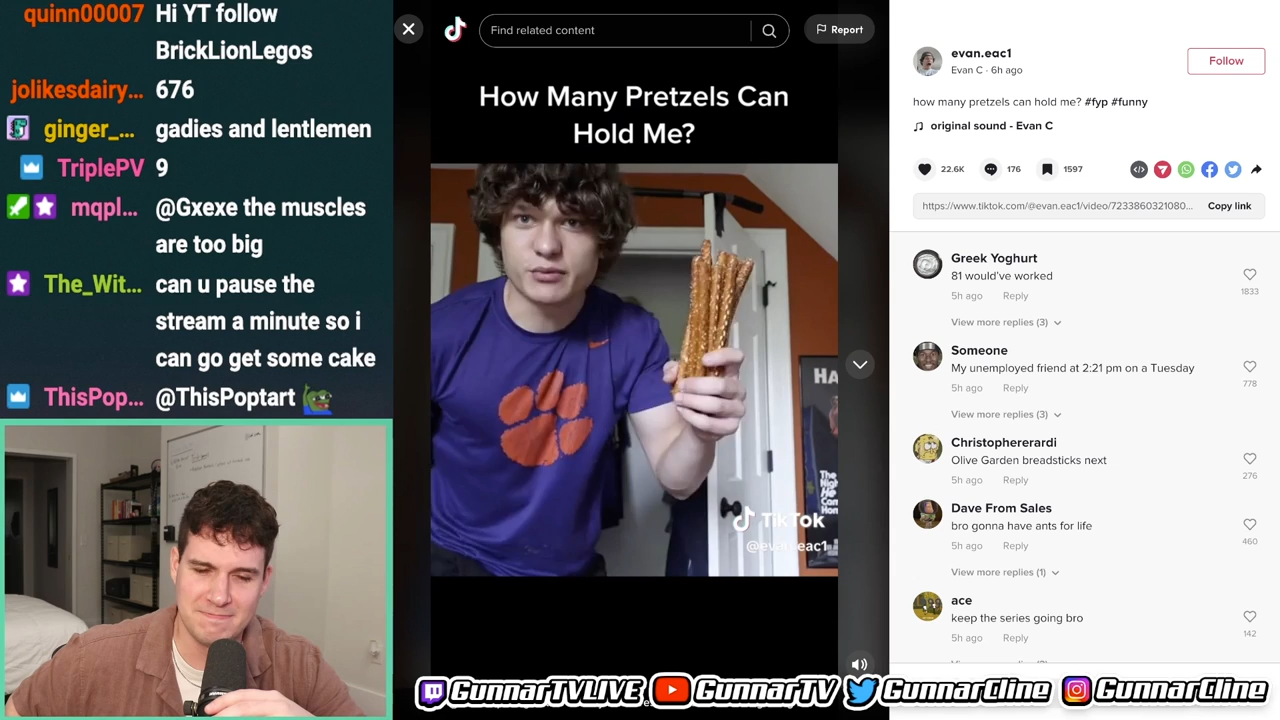 quinn00007 Hi YT follow
BrickLionLegos
jolikesdairy... 676
ginger_... gadies and lentlemen
TriplePV 9
mqpl... @Gxexe the muscles
are too big
The_Wit... can u pause the
stream a minute so i
can go get some cake
ThisPop... @ThisPoptart
Find related content
Report
How Many Pretzels Can
Hold Me?
HA
The
Night
He
Came
Home
TikTok
@evan.eac1
evan.eac1
Evan C · 6h ago
Follow
how many pretzels can hold me? #fyp #funny
original sound - Evan C
22.6K
176
1597
https://www.tiktok.com/@evan.eac1/video/7233860321080...
Copy link
Greek Yoghurt
81 would've worked
5h ago Reply
1833
View more replies (3)
Someone
My unemployed friend at 2:21 pm on a Tuesday
5h ago Reply
778
View more replies (3)
Christophererardi
Olive Garden breadsticks next
5h ago Reply
276
Dave From Sales
bro gonna have ants for life
5h ago Reply
460
View more replies (1)
ace
keep the series going bro
5h ago Reply
142
GunnarTVLIVE
GunnarTV
GunnarCline
GunnarCline